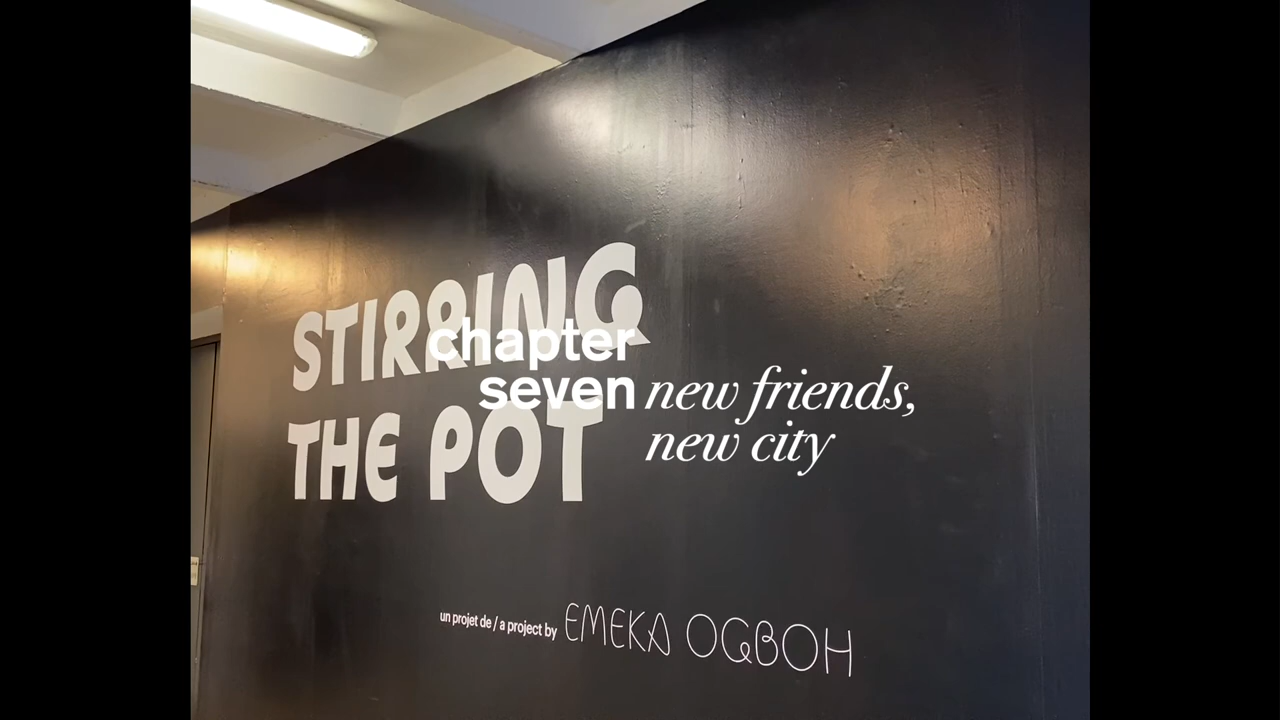 STIRRING
THE POT
chapter
seven new friends,
new city
un projet de / a project by EMEKA OGBOH